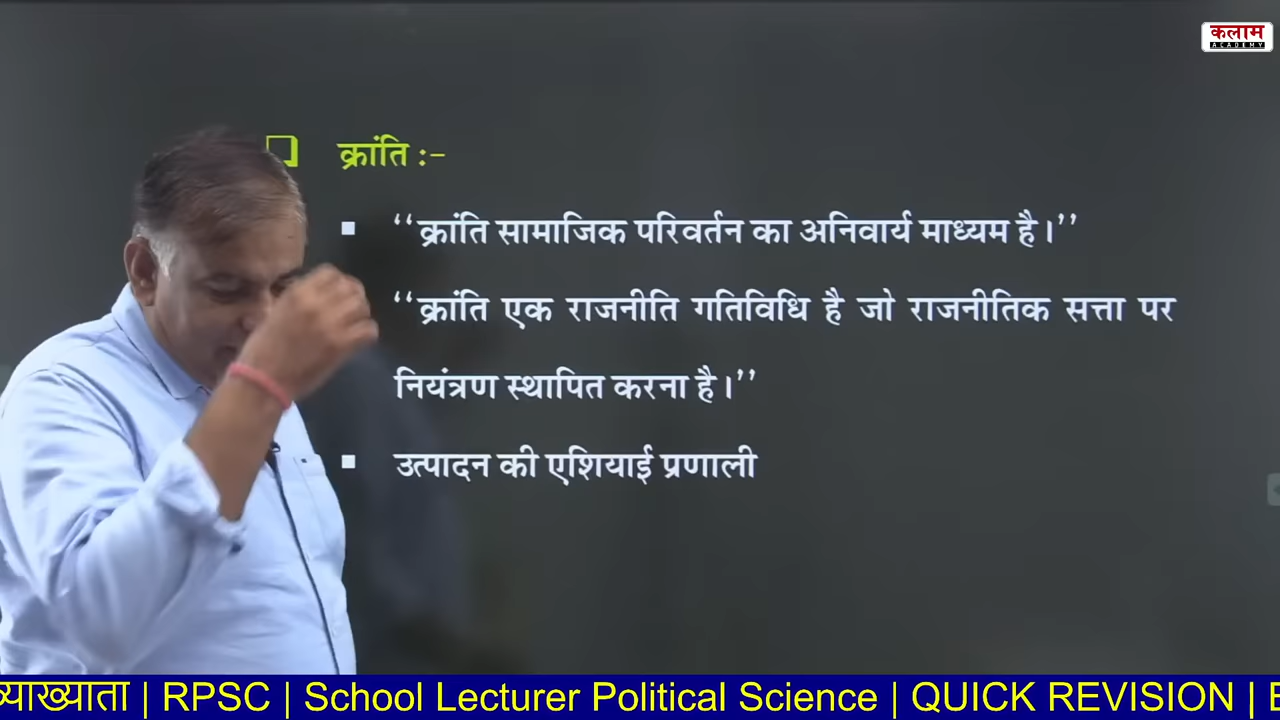 कलाम
ACADEMY
क्रांति :-
‘‘क्रांति सामाजिक परिवर्तन का अनिवार्य माध्यम है।’’
‘‘क्रांति एक राजनीति गतिविधि है जो राजनीतिक सत्ता पर
नियंत्रण स्थापित करना है।’’
उत्पादन की एशियाई प्रणाली
व्याख्याता | RPSC | School Lecturer Political Science | QUICK REVISION |